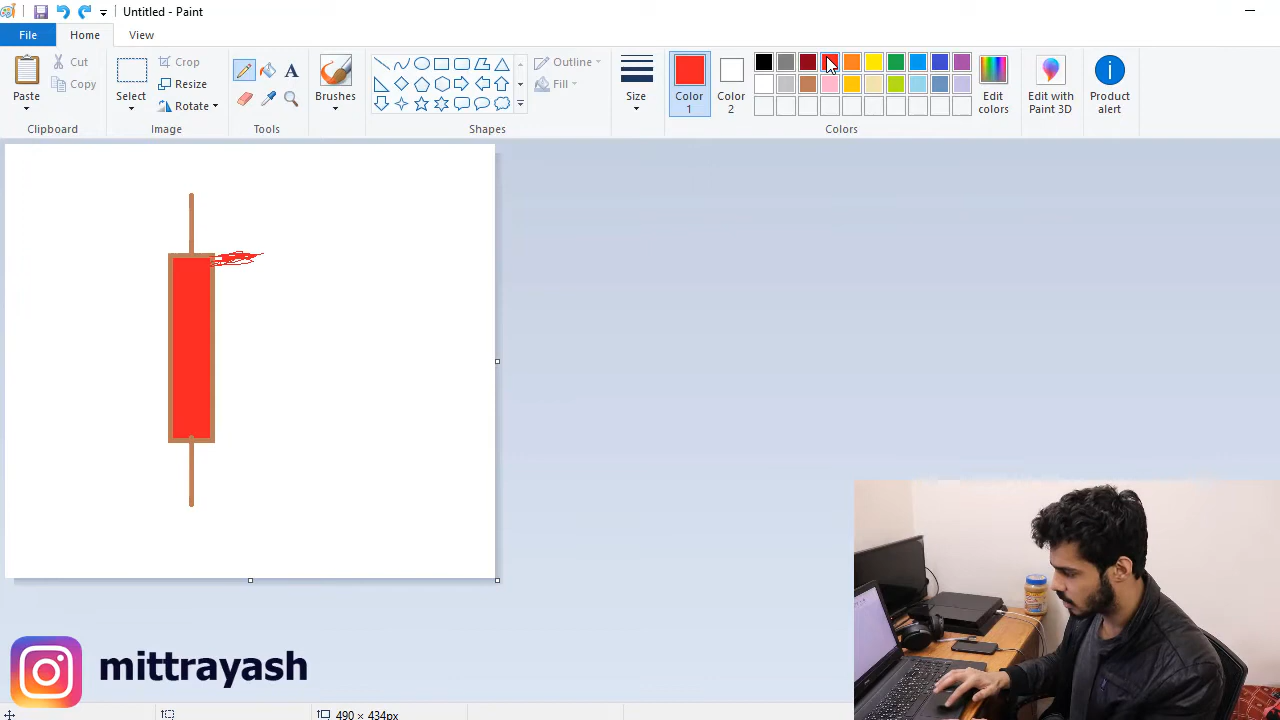 Untitled - Paint
File
Home
View
Paste
Cut
Copy
Clipboard
Select
Crop
Resize
Rotate
Image
A
Tools
Brushes
Shapes
Outline
Fill
Size
Color 1
Color 2
Colors
Edit colors
Edit with Paint 3D
Product alert
mittrayash
490 × 434px